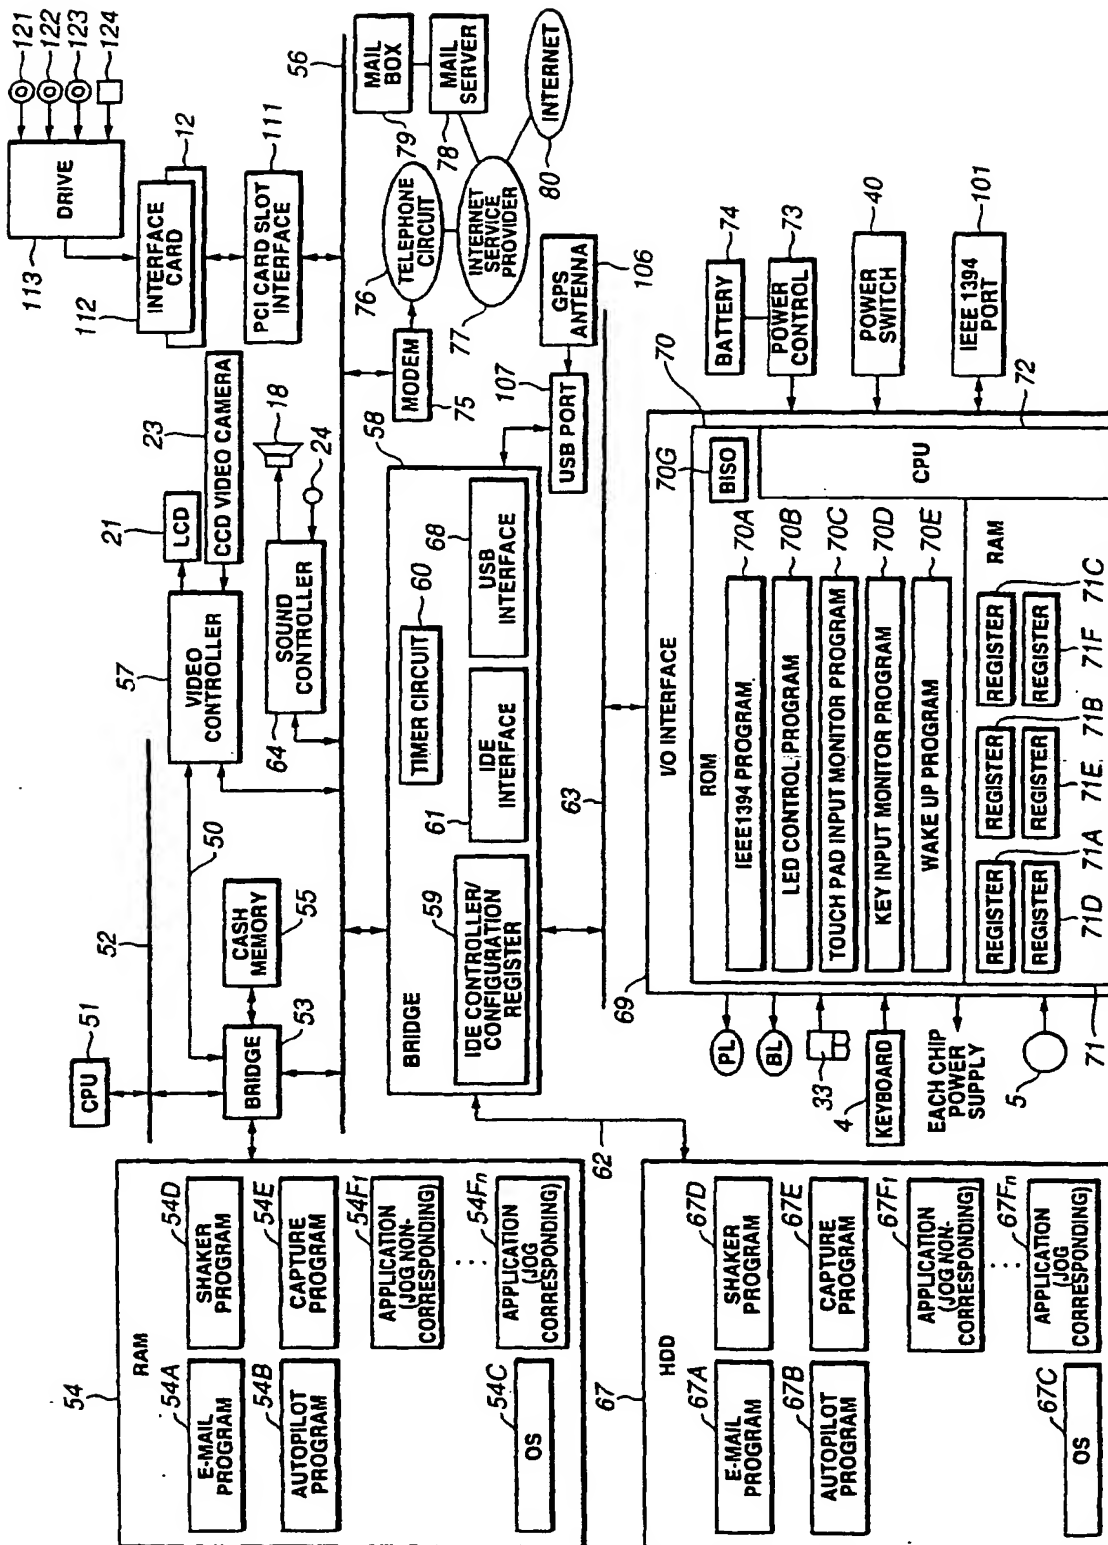 121
122
123
124
DRIVE
113
12
INTERFACE
CARD
112
111
PCI CARD SLOT
INTERFACE
21
LCD
23
CCD VIDEO CAMERA
18
24
57
VIDEO
CONTROLLER
SOUND
CONTROLLER
64
51
CPU
52
50
CASH
MEMORY
55
BRIDGE
53
56
MAIL
BOX
79
MAIL
SERVER
78
76
TELEPHONE
CIRCUIT
INTERNET
SERVICE
PROVIDER
77
INTERNET
80
MODEM
75
GPS
ANTENNA
106
107
USB PORT
58
BRIDGE
59
IDE CONTROLLER/
CONFIGURATION
REGISTER
TIMER CIRCUIT
60
61
IDE
INTERFACE
68
USB
INTERFACE
62
63
54
RAM
54A
E-MAIL
PROGRAM
54B
AUTOPILOT
PROGRAM
54C
OS
54D
SHAKER
PROGRAM
54E
CAPTURE
PROGRAM
54F1
APPLICATION
(JOG NON-
CORRESPONDING)
54Fn
APPLICATION
(JOG
CORRESPONDING)
67
HDD
67A
E-MAIL
PROGRAM
67B
AUTOPILOT
PROGRAM
67C
OS
67D
SHAKER
PROGRAM
67E
CAPTURE
PROGRAM
67F1
APPLICATION
(JOG NON-
CORRESPONDING)
67Fn
APPLICATION
(JOG
CORRESPONDING)
69
I/O INTERFACE
70
ROM
70G
BISO
70A
IEEE1394 PROGRAM
70B
LED CONTROL PROGRAM
70C
TOUCH PAD INPUT MONITOR PROGRAM
70D
KEY INPUT MONITOR PROGRAM
70E
WAKE UP PROGRAM
CPU
72
RAM
71
REGISTER
71A
REGISTER
71B
REGISTER
71C
REGISTER
71D
REGISTER
71E
REGISTER
71F
BATTERY
74
POWER
CONTROL
73
POWER
SWITCH
40
IEEE 1394
PORT
101
PL
BL
33
KEYBOARD
4
EACH CHIP
POWER
SUPPLY
5